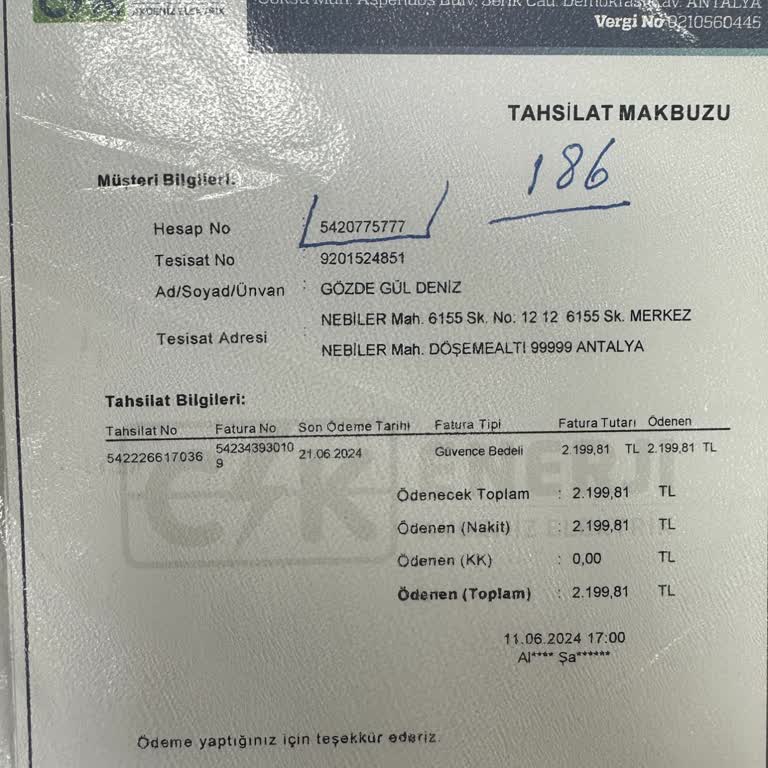 AKDENİZ ELEKTRİK
Vergi No 9210560445
TAHSİLAT MAKBUZU
186
Müşteri Bilgileri:
Hesap No : 5420775777
Tesisat No 9201524851
Ad/Soyad/Ünvan : GÖZDE GÜL DENİZ
Tesisat Adresi : NEBİLER Mah. 6155 Sk. No: 12 12 6155 Sk. MERKEZ
NEBİLER Mah. DÖŞEMEALTI 99999 ANTALYA
Tahsilat Bilgileri:
Tahsilat No Fatura No Son Ödeme Tarihi Fatura Tipi Fatura Tutarı Ödenen
542226617036 54234393010 21.06.2024 Güvence Bedeli 2.199,81 TL 2.199,81 TL
9
Ödenecek Toplam : 2.199,81 TL
Ödenen (Nakit) : 2.199,81 TL
Ödenen (KK) : 0,00 TL
Ödenen (Toplam) : 2.199,81 TL
11.06.2024 17:00
Al**** Şa******
Ödeme yaptığınız için teşekkür ederiz.